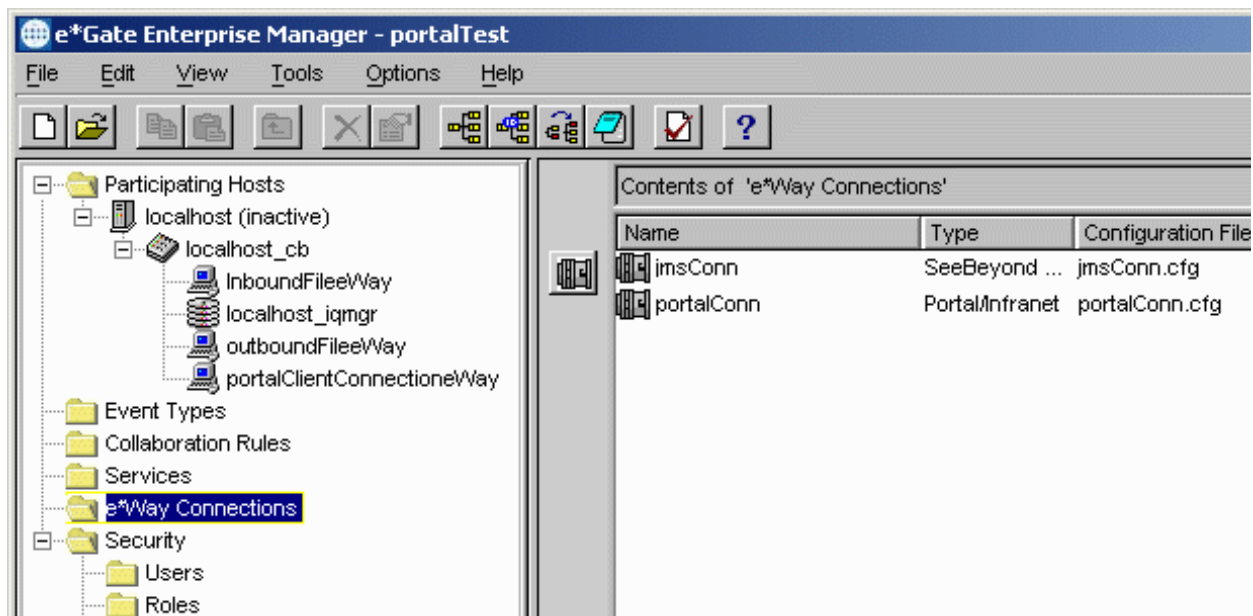 e*Gate Enterprise Manager - portalTest
File Edit View Tools Options Help
?
Participating Hosts
localhost (inactive)
localhost_cb
InboundFileeWay
localhost_iqmgr
outboundFileeWay
portalClientConnectioneWay
Event Types
Collaboration Rules
Services
e*Way Connections
Security
Users
Roles
Contents of 'e*Way Connections'
Name Type Configuration File
jmsConn SeeBeyond ... jmsConn.cfg
portalConn Portal/Infranet portalConn.cfg